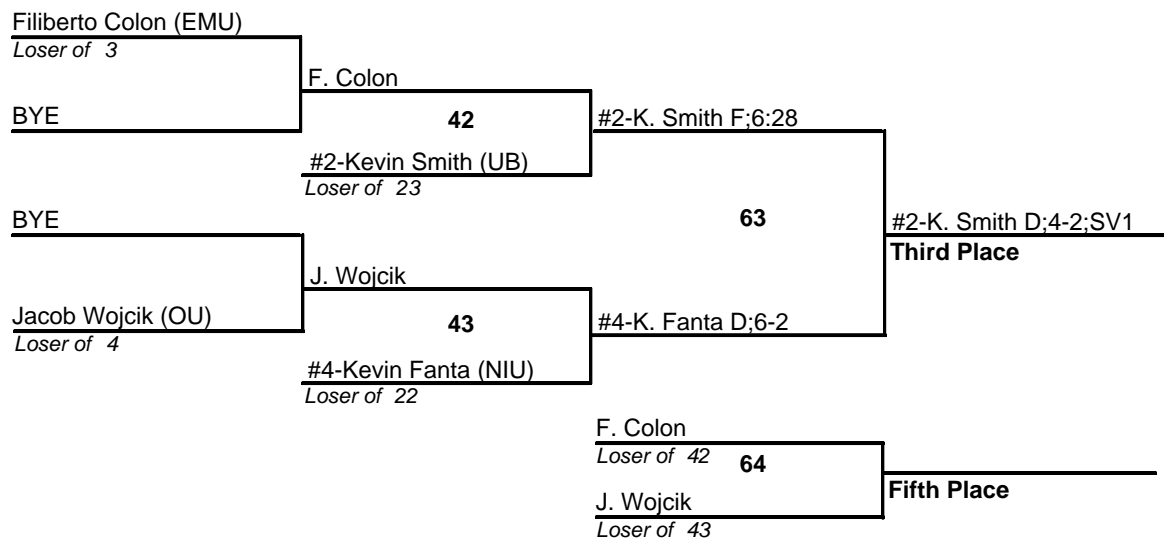 Filiberto Colon (EMU)
Loser of 3
F. Colon
BYE
42
#2-K. Smith F;6:28
#2-Kevin Smith (UB)
Loser of 23
BYE
63
#2-K. Smith D;4-2;SV1
Third Place
J. Wojcik
Jacob Wojcik (OU)
Loser of 4
43
#4-K. Fanta D;6-2
#4-Kevin Fanta (NIU)
Loser of 22
F. Colon
Loser of 42
64
Fifth Place
J. Wojcik
Loser of 43